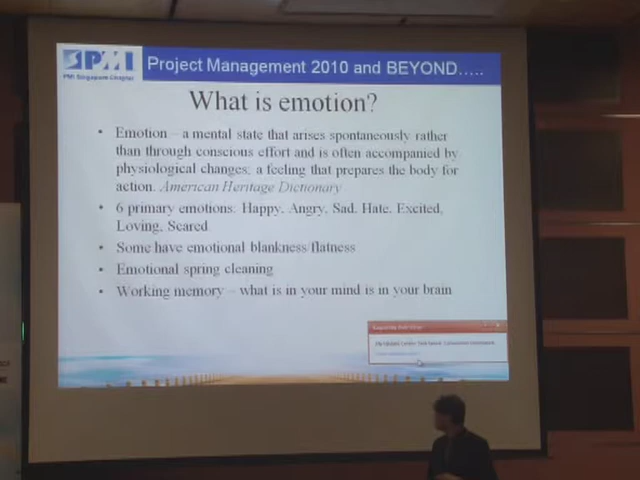 PMI
PMI Singapore Chapter
Project Management 2010 and BEYOND.....
What is emotion?
• Emotion – a mental state that arises spontaneously rather
than through conscious effort and is often accompanied by
physiological changes; a feeling that prepares the body for
action. American Heritage Dictionary
• 6 primary emotions: Happy, Angry, Sad, Hate, Excited,
Loving, Scared
• Some have emotional blankness flatness
• Emotional spring cleaning
• Working memory – what is in your mind is in your brain